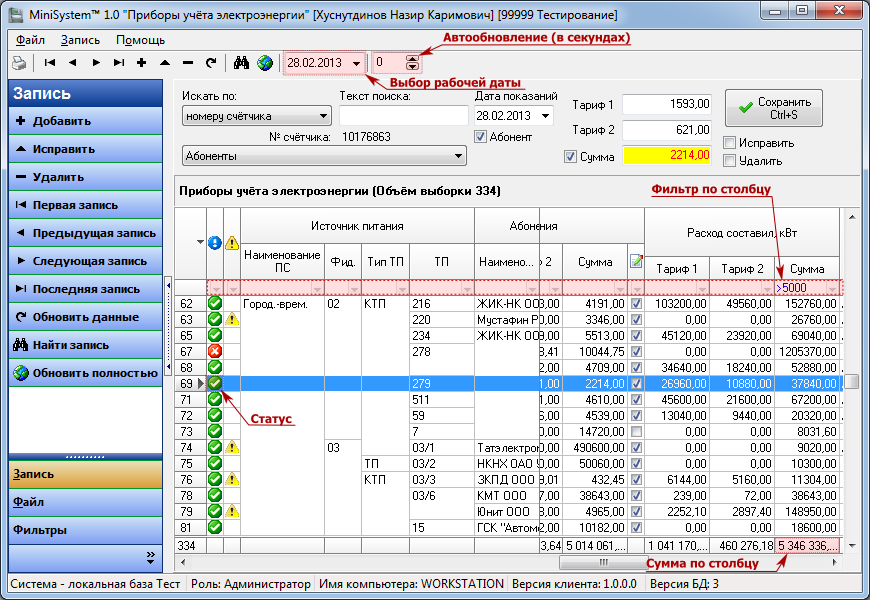 MiniSystem™ 1.0 "Приборы учёта электроэнергии" [Хуснутдинов Назир Каримович] [99999 Тестирование]
Файл Запись Помощь
Автообновление (в секундах)
28.02.2013 0
Выбор рабочей даты
Запись
Добавить
Исправить
Удалить
Первая запись
Предыдущая запись
Следующая запись
Последняя запись
Обновить данные
Найти запись
Обновить полностью
Запись
Файл
Фильтры
Искать по: Текст поиска: Дата показаний
номеру счётчика 28.02.2013
№ счётчика: 10176863 Абонент
Абоненты
Тариф 1 1593,00
Тариф 2 621,00
Сумма 2214,00
Сохранить
Ctrl+S
Исправить
Удалить
Приборы учёта электроэнергии (Объём выборки 334)
Фильтр по столбцу
Источник питания Абонения Расход составил, кВт
Наименование ПС Фид. Тип ТП ТП Наимено... р 2 Сумма Тариф 1 Тариф 2 Сумма
>5000
62 Город.-врем. 02 КТП 216 ЖИК-НК ОО 3,00 4191,00 103200,00 49560,00 152760,00
63 220 Мустафин Р 0,00 3346,00 0,00 0,00 26760,00
65 234 ЖИК-НК ОО 9,00 5513,00 45120,00 23920,00 69040,00
67 278 3,41 10044,75 0,00 0,00 1205370,00
68 2,00 4709,00 34640,00 18240,00 52880,00
69 279 1,00 2214,00 26960,00 10880,00 37840,00
71 511 1,00 4610,00 45600,00 21600,00 67200,00
72 59 6,00 4539,00 13040,00 9440,00 20320,00
73 7 0,00 14720,00 0,00 0,00 8031,60
74 03 03/1 Татэлектро 0,00 490600,00 0,00 0,00 9020,00
75 ТП 03/2 НКНХ ОАО 0,00 50060,00 0,00 0,00 10300,00
76 КТП 03/3 ЭКПД ООО 9,01 432,45 6144,00 5160,00 11304,00
78 03/6 КМТ ООО 7,00 38643,00 239,00 72,00 38643,00
79 Юнит ООО 8,00 4965,00 2252,10 2897,40 148950,00
81 15 ГСК "Автом 2,00 10182,00 0,00 0,00 18600,00
334 3,64 5 014 061,... 1 041 170,... 460 276,18 5 346 336,...
Статус
Сумма по столбцу
Система - локальная база Тест Роль: Администратор Имя компьютера: WORKSTATION Версия клиента: 1.0.0.0 Версия БД: 3